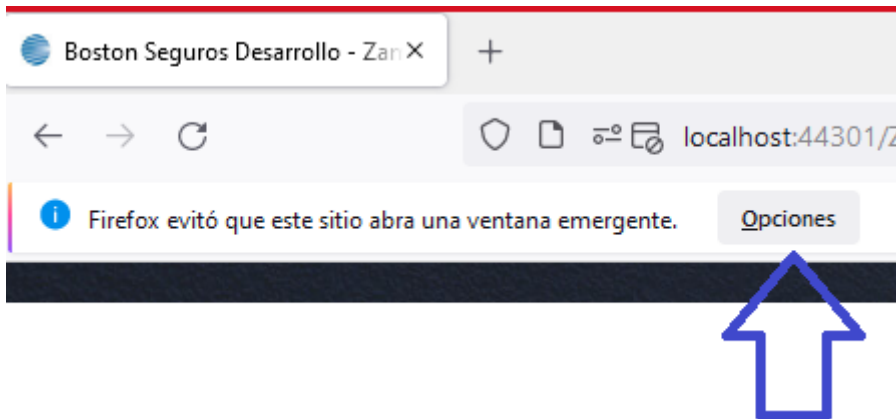 Boston Seguros Desarrollo - Zan
localhost:44301/Z
Firefox evitó que este sitio abra una ventana emergente. Opciones